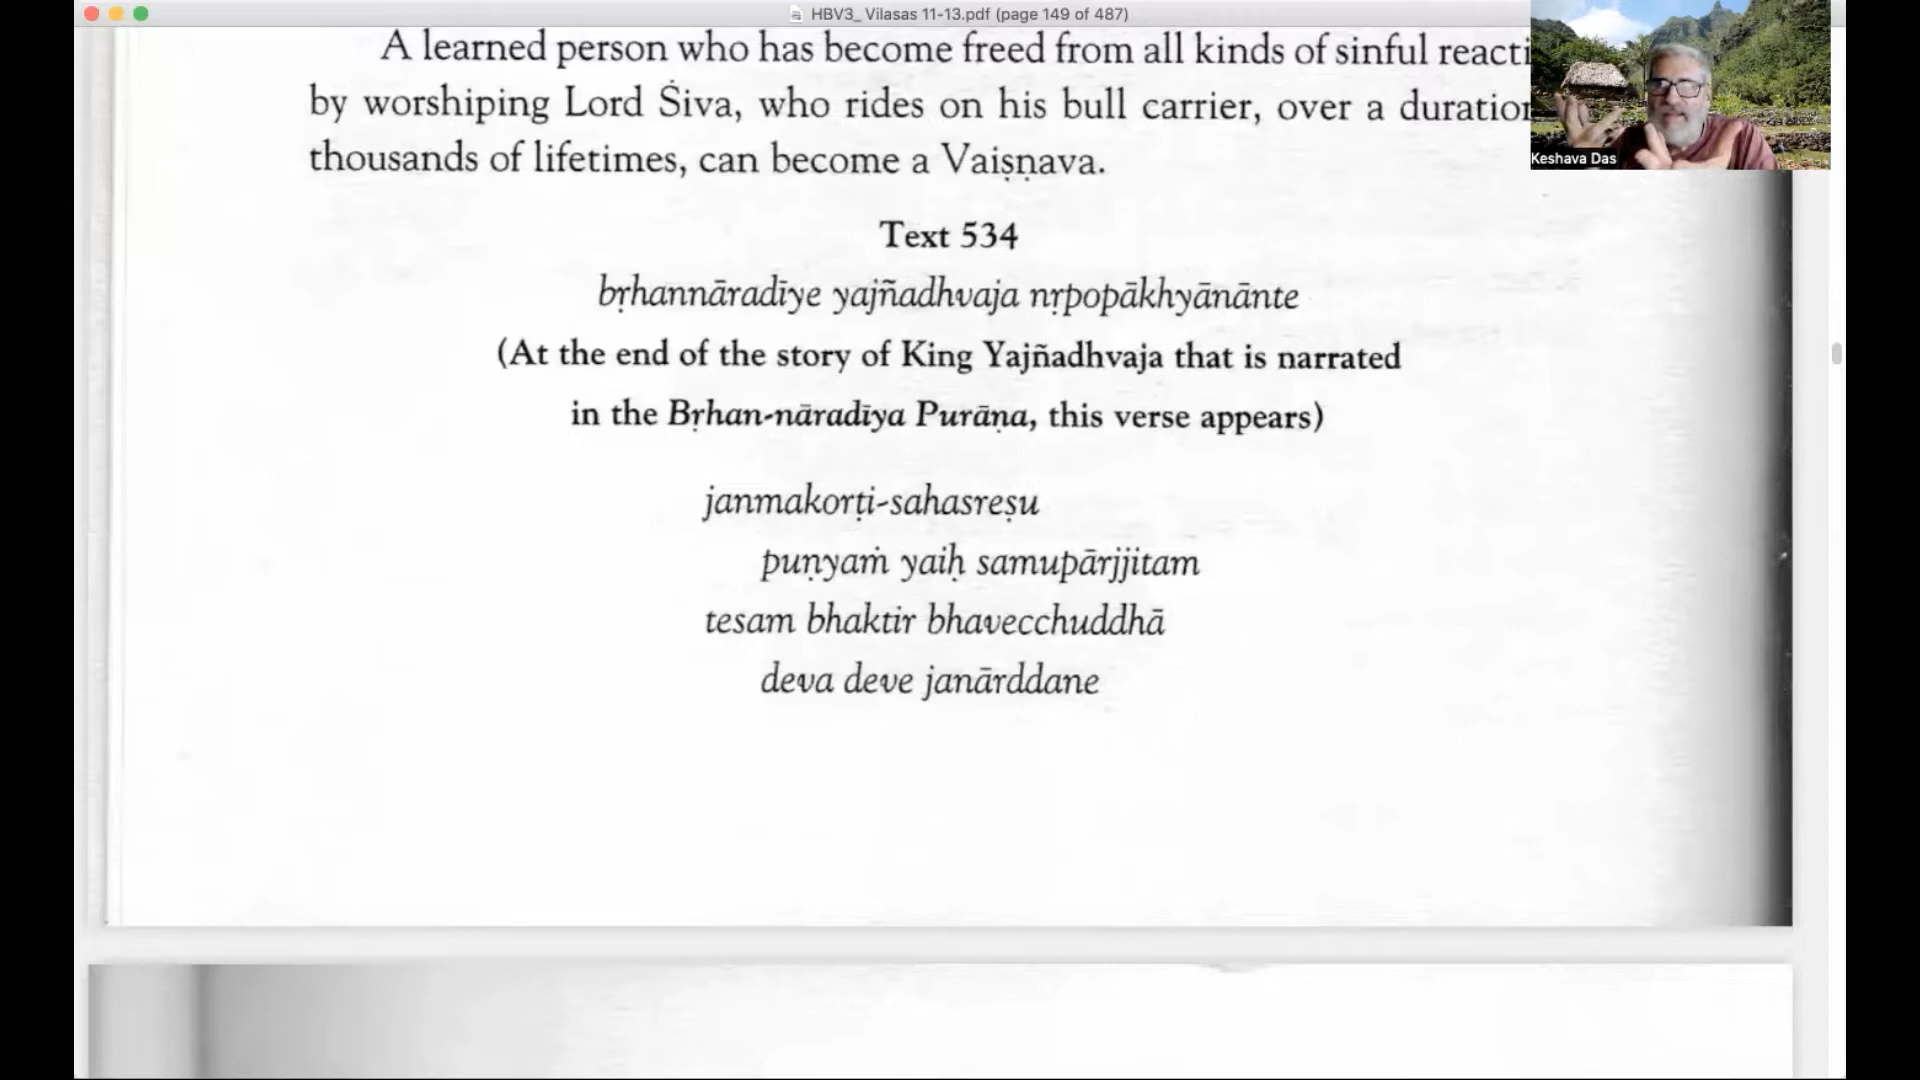 HBV3_ Vilasas 11-13.pdf (page 149 of 487)
A learned person who has become freed from all kinds of sinful reacti
by worshiping Lord Śiva, who rides on his bull carrier, over a duration
thousands of lifetimes, can become a Vaiṣṇava.
Keshava Das
Text 534
bṛhannāradīye yajñadhvaja nṛpopākhyānānte
(At the end of the story of King Yajñadhvaja that is narrated
in the Bṛhan-nāradīya Purāṇa, this verse appears)
janmakorṭi-sahasreṣu
puṇyaṁ yaiḥ samupārjjitam
tesam bhaktir bhavecchuddhā
deva deve janārddane